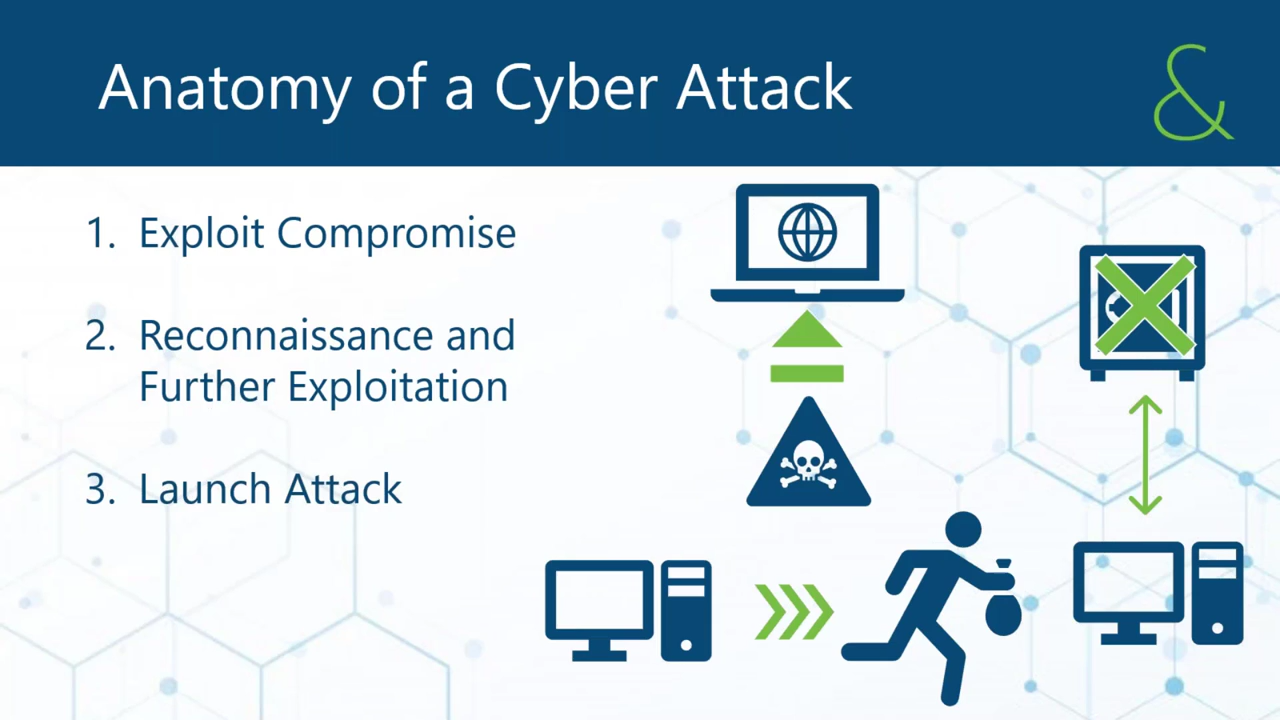 Anatomy of a Cyber Attack
&
1. Exploit Compromise
2. Reconnaissance and
Further Exploitation
3. Launch Attack